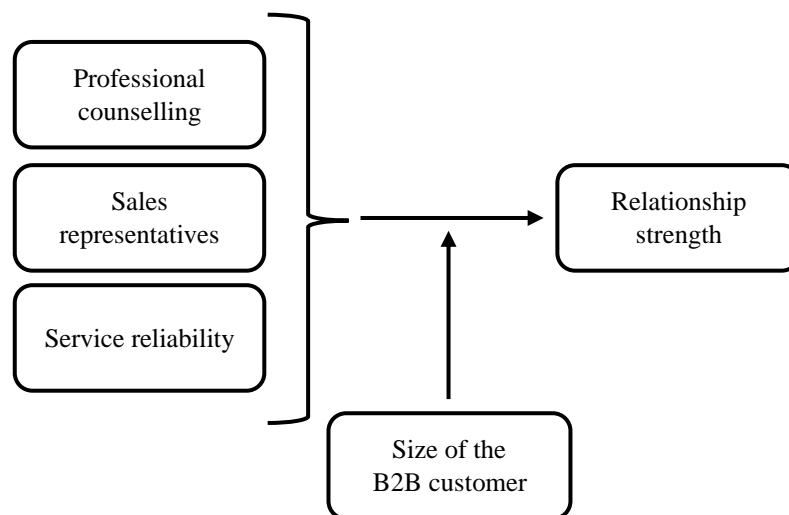 Professional
counselling
Sales
representatives
Service reliability
Relationship
strength
Size of the
B2B customer